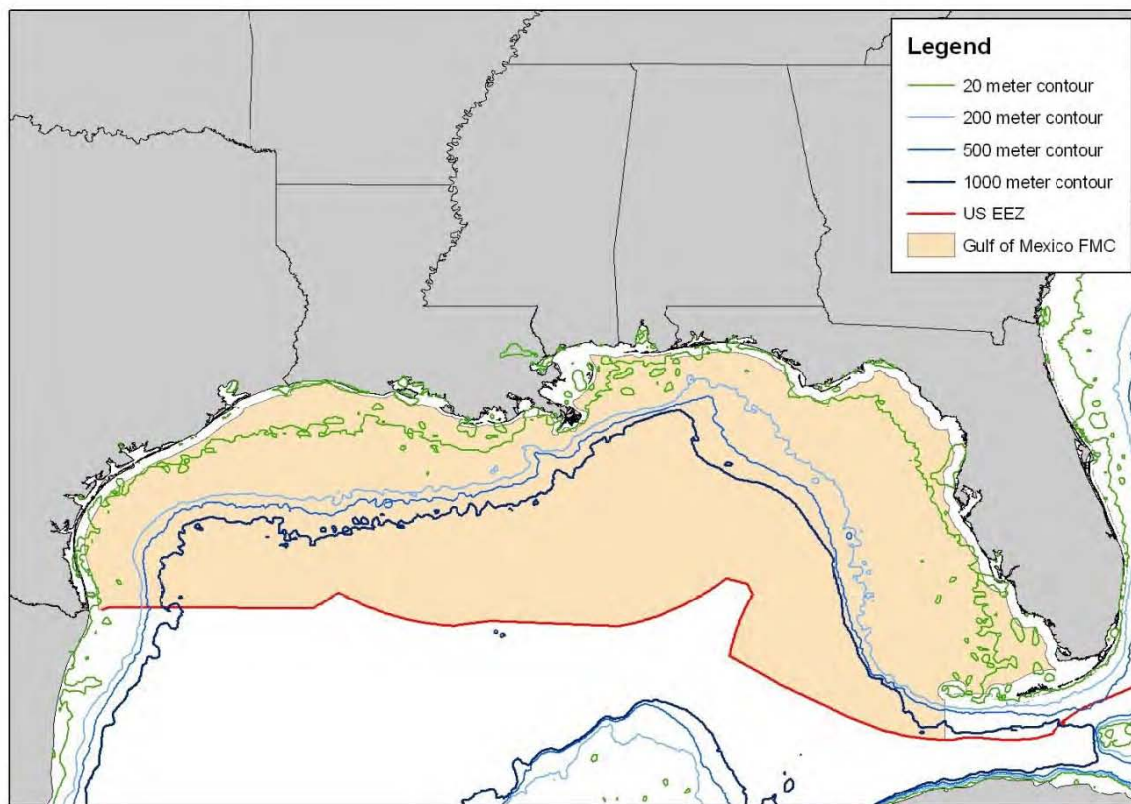 Legend
20 meter contour
200 meter contour
500 meter contour
1000 meter contour
US EEZ
Gulf of Mexico FMC